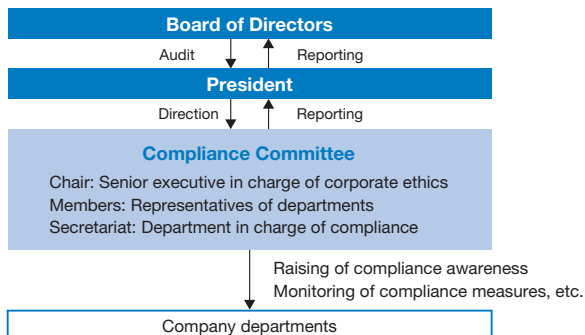 Board of Directors
Audit Reporting
President
Direction Reporting
Compliance Committee
Chair: Senior executive in charge of corporate ethics
Members: Representatives of departments
Secretariat: Department in charge of compliance
Raising of compliance awareness
Monitoring of compliance measures, etc.
Company departments